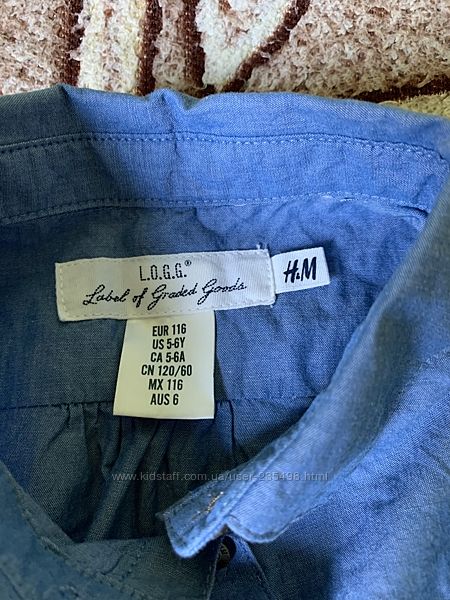 L.O.G.G.®
Label of Graded Goods
H&M
EUR 116
US 5-6Y
CA 5-6A
CN 120/60
MX 116
AUS 6
www.kidstaff.com.ua/user-235498.html